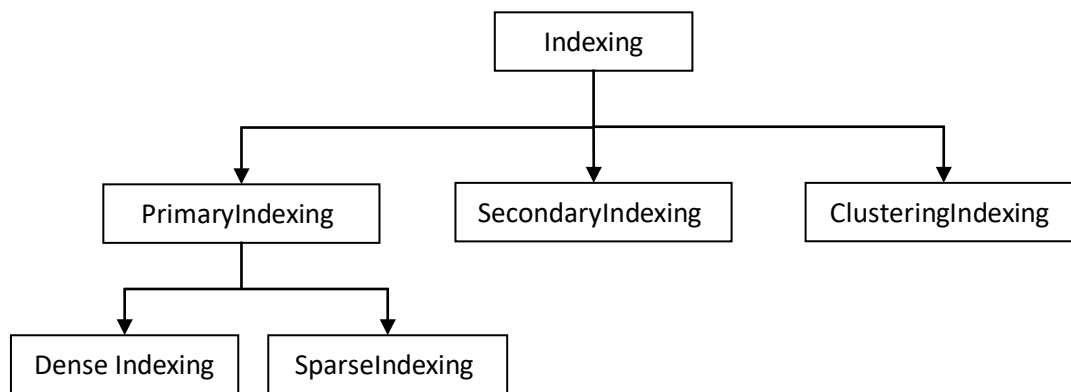 Indexing
PrimaryIndexing
SecondaryIndexing
ClusteringIndexing
Dense Indexing
SparseIndexing